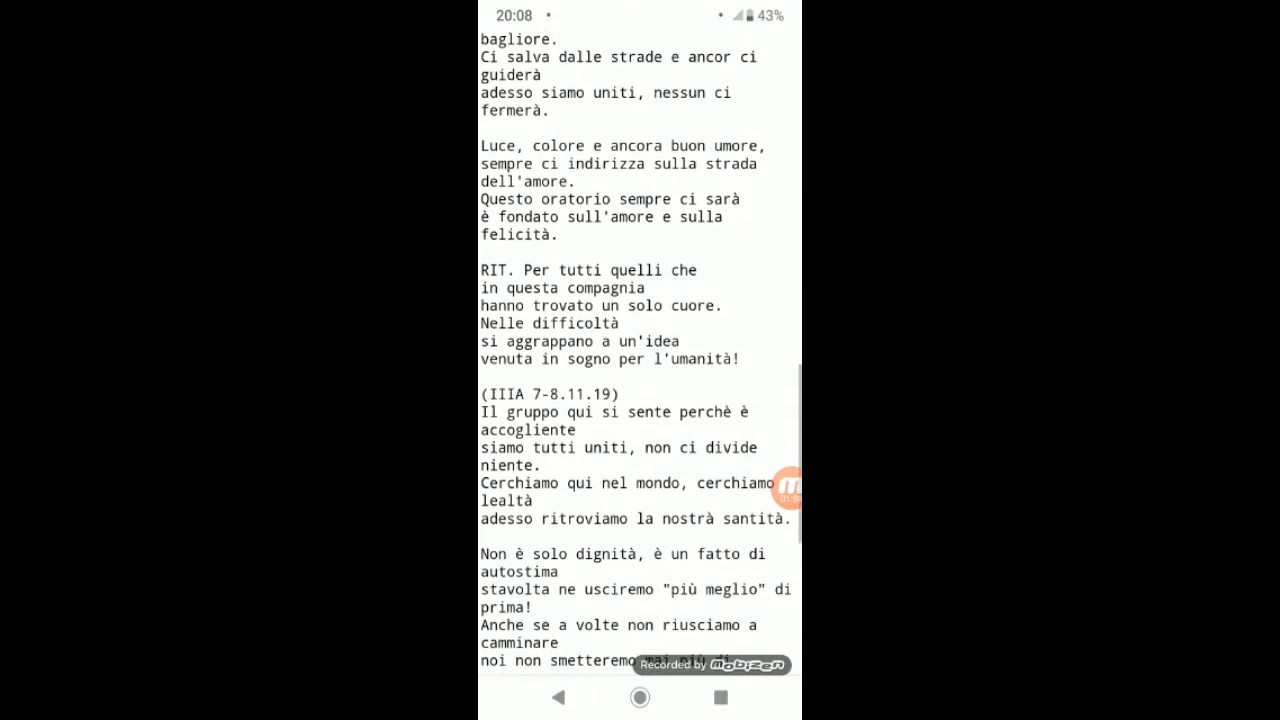 20:08
43%
bagliore.
Ci salva dalle strade e ancor ci
guiderà
adesso siamo uniti, nessun ci
fermerà.
Luce, colore e ancora buon umore,
sempre ci indirizza sulla strada
dell'amore.
Questo oratorio sempre ci sarà
è fondato sull'amore e sulla
felicità.
RIT. Per tutti quelli che
in questa compagnia
hanno trovato un solo cuore.
Nelle difficoltà
si aggrappano a un'idea
venuta in sogno per l'umanità!
(IIIA 7-8.11.19)
Il gruppo qui si sente perchè è
accogliente
siamo tutti uniti, non ci divide
niente.
Cerchiamo qui nel mondo, cerchiamo
lealtà
adesso ritroviamo la nostrà santità.
Non è solo dignità, è un fatto di
autostima
stavolta ne usciremo "più meglio" di
prima!
Anche se a volte non riusciamo a
camminare
noi non smetteremo mai più di
Recorded by mobizen